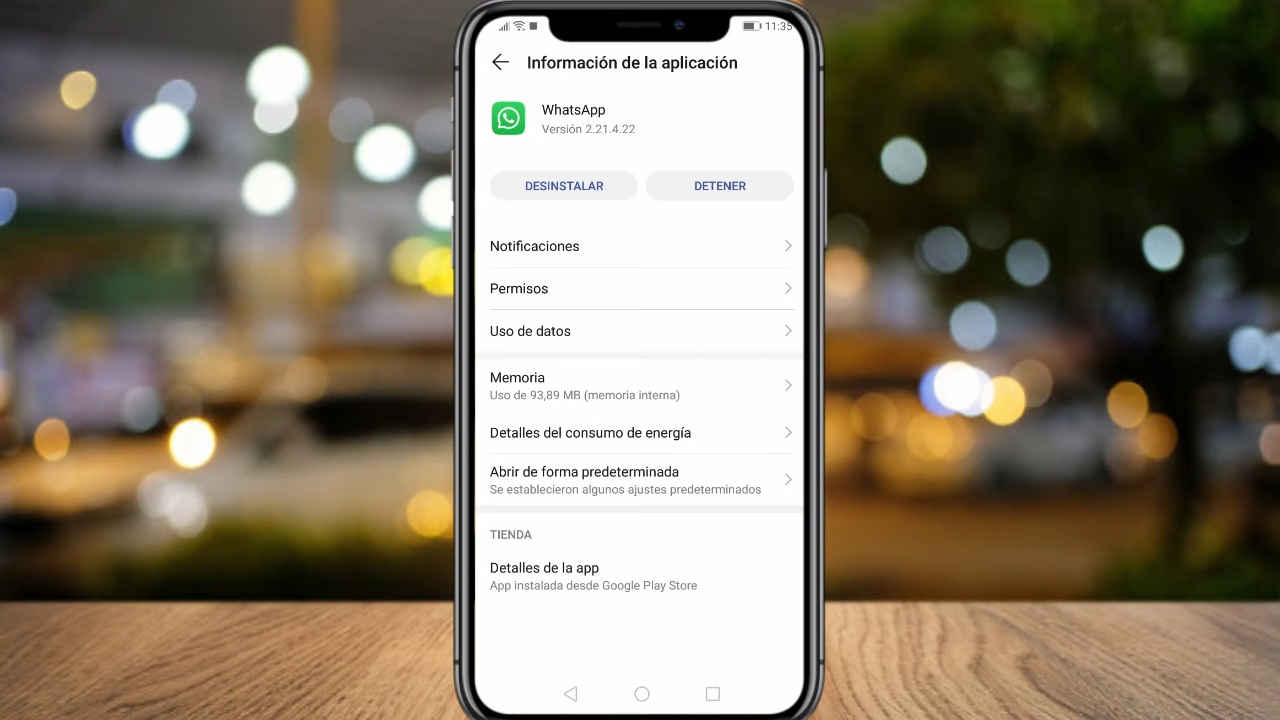 11:35
Información de la aplicación
WhatsApp
Versión 2.21.4.22
DESINSTALAR
DETENER
Notificaciones
Permisos
Uso de datos
Memoria
Uso de 93,89 MB (memoria interna)
Detalles del consumo de energía
Abrir de forma predeterminada
Se establecieron algunos ajustes predeterminados
TIENDA
Detalles de la app
App instalada desde Google Play Store